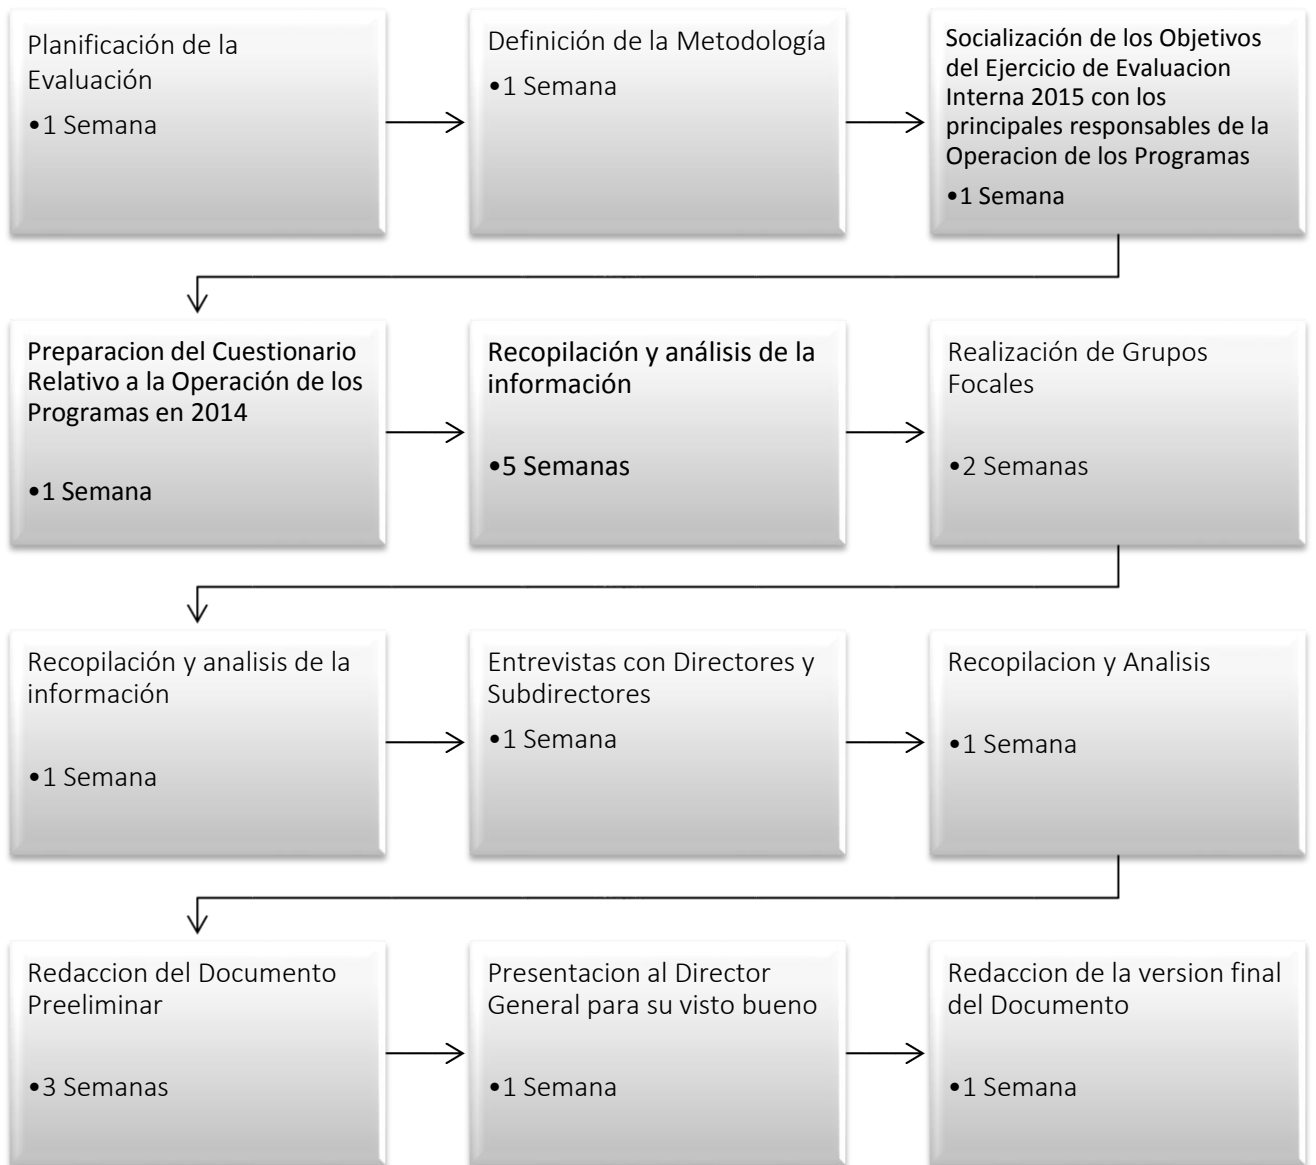 Planificación de la
Evaluación
•1 Semana
Definición de la Metodología
•1 Semana
Socialización de los Objetivos
del Ejercicio de Evaluacion
Interna 2015 con los
principales responsables de la
Operacion de los Programas
•1 Semana
Preparacion del Cuestionario
Relativo a la Operación de los
Programas en 2014
•1 Semana
Recopilación y análisis de la
información
•5 Semanas
Realización de Grupos
Focales
•2 Semanas
Recopilación y analisis de la
información
•1 Semana
Entrevistas con Directores y
Subdirectores
•1 Semana
Recopilacion y Analisis
•1 Semana
Redaccion del Documento
Preeliminar
•3 Semanas
Presentacion al Director
General para su visto bueno
•1 Semana
Redaccion de la version final
del Documento
•1 Semana